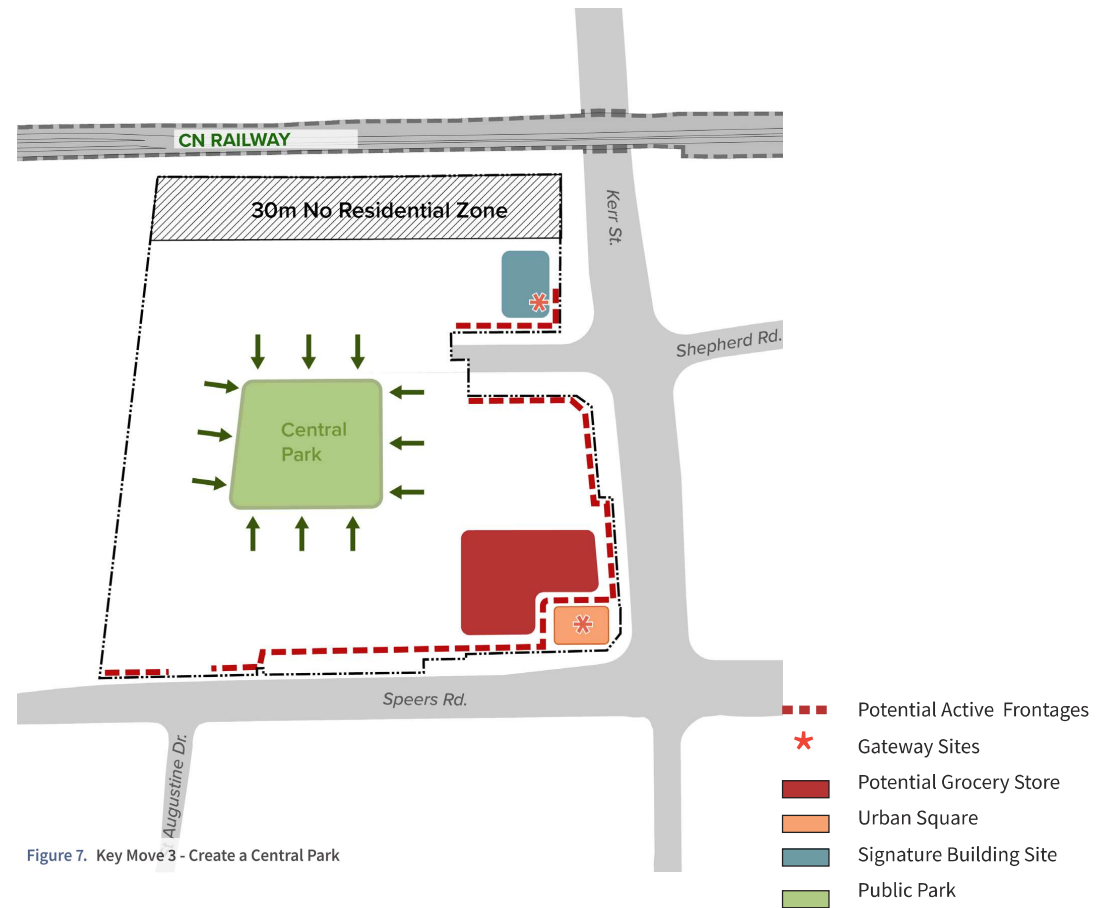 CN RAILWAY
30m No Residential Zone
Kerr St.
Shepherd Rd.
Central
Park
Speers Rd.
Augustine Dr.
Figure 7. Key Move 3 - Create a Central Park
Potential Active Frontages
Gateway Sites
Potential Grocery Store
Urban Square
Signature Building Site
Public Park